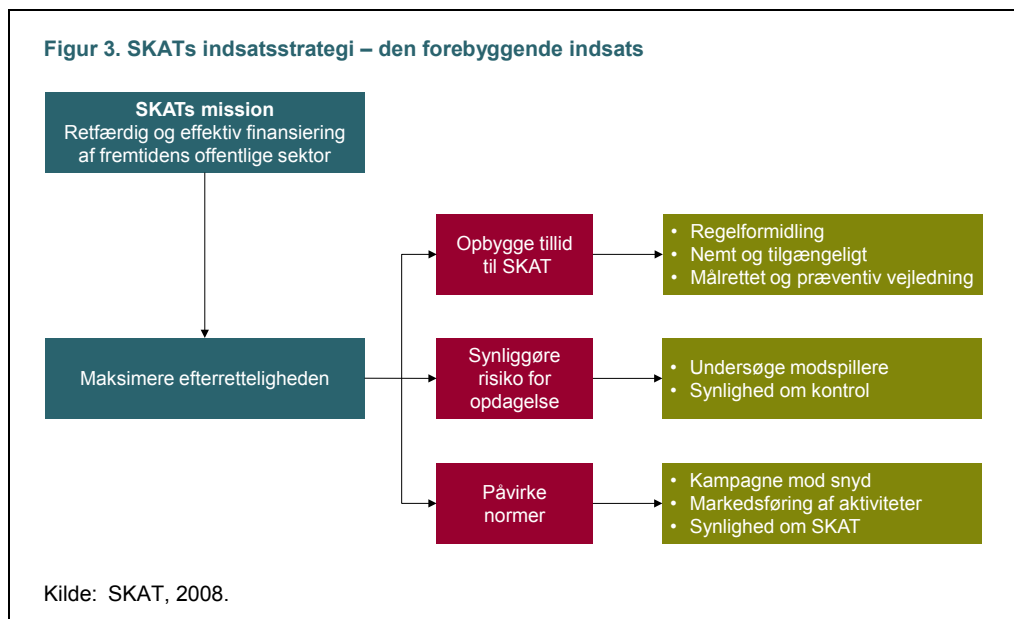 Figur 3. SKATs indsatsstrategi – den forebyggende indsats
SKATs mission
Retfærdig og effektiv finansiering
af fremtidens offentlige sektor
Opbygge tillid
til SKAT
• Regelformidling
• Nemt og tilgængeligt
• Målrettet og præventiv vejledning
Maksimere efterretteligheden
Synliggøre
risiko for
opdagelse
• Undersøge modspillere
• Synlighed om kontrol
Påvirke
normer
• Kampagne mod snyd
• Markedsføring af aktiviteter
• Synlighed om SKAT
Kilde: SKAT, 2008.